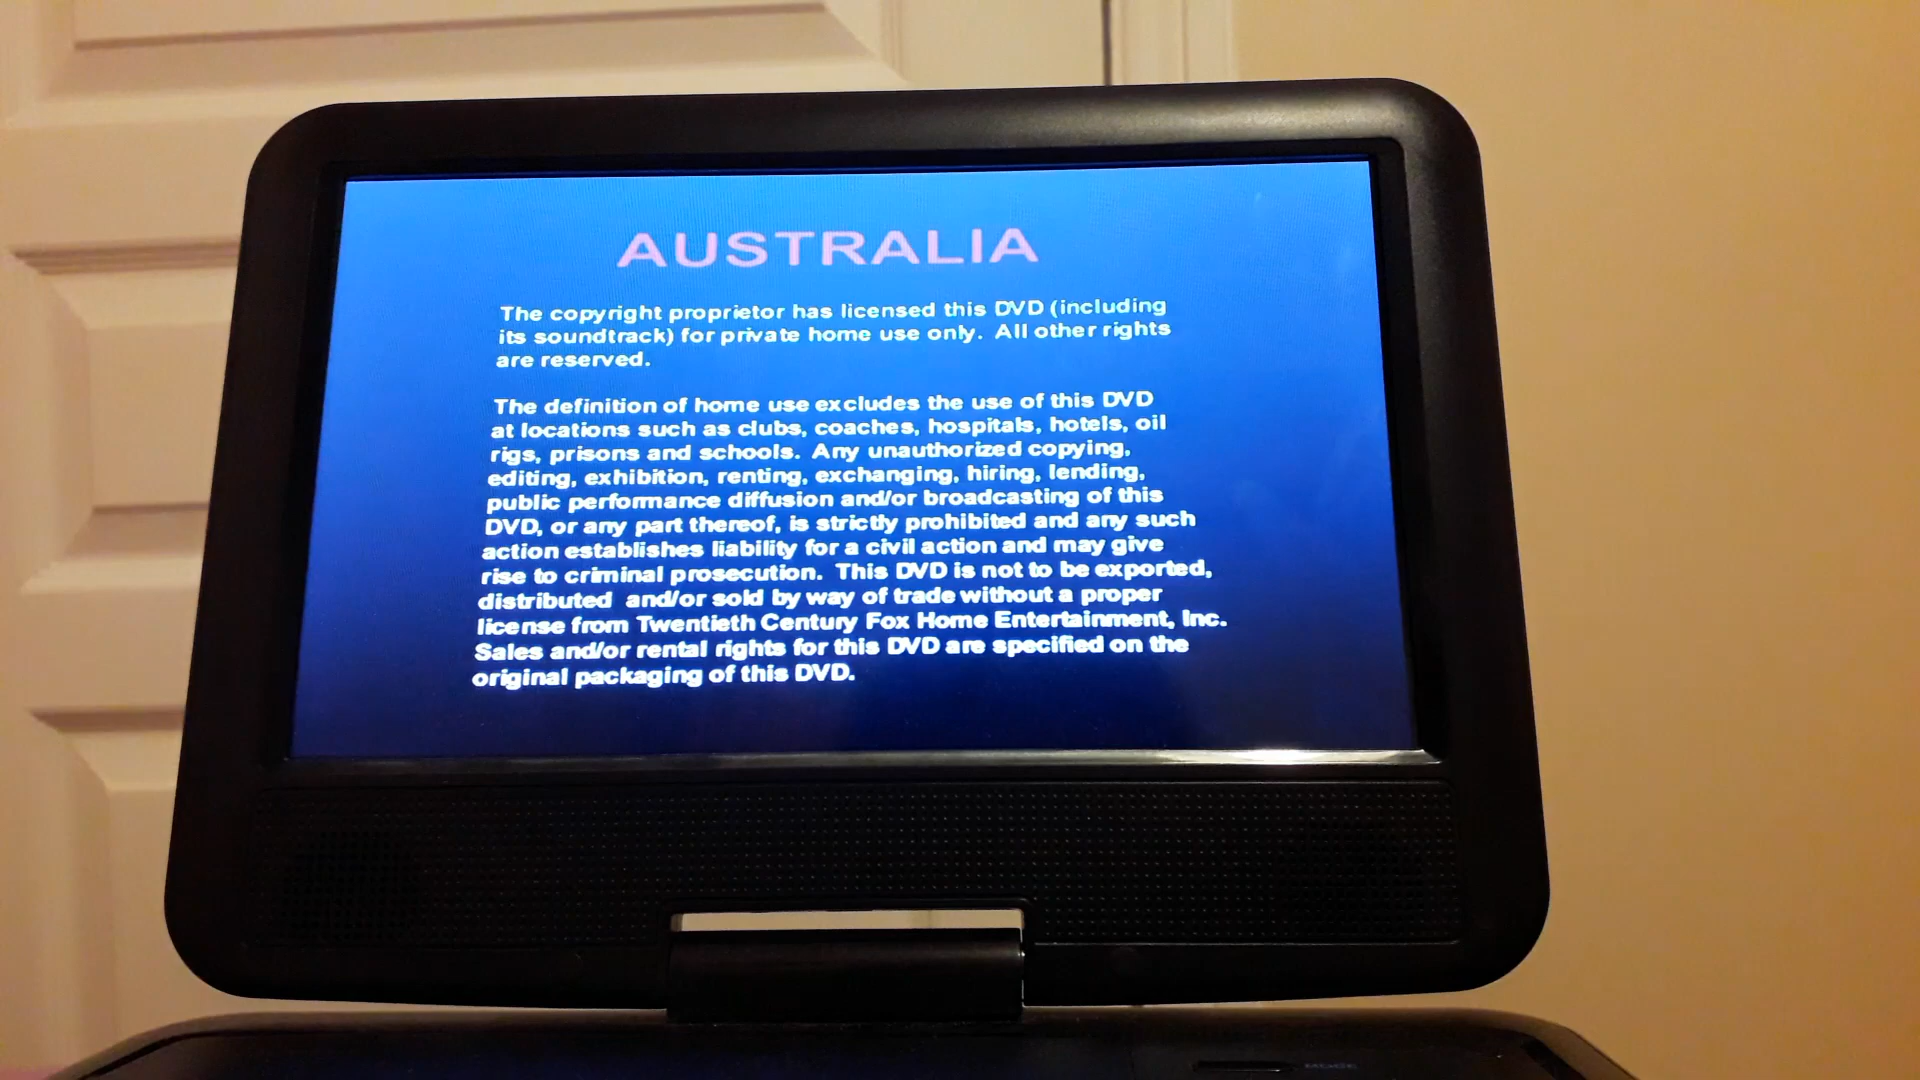 AUSTRALIA
The copyright proprietor has licensed this DVD (including
its soundtrack) for private home use only. All other rights
are reserved.
The definition of home use excludes the use of this DVD
at locations such as clubs, coaches, hospitals, hotels, oil
rigs, prisons and schools. Any unauthorized copying,
editing, exhibition, renting, exchanging, hiring, lending,
public performance diffusion and/or broadcasting of this
DVD, or any part thereof, is strictly prohibited and any such
action establishes liability for a civil action and may give
rise to criminal prosecution. This DVD is not to be exported,
distributed and/or sold by way of trade without a proper
license from Twentieth Century Fox Home Entertainment, Inc.
Sales and/or rental rights for this DVD are specified on the
original packaging of this DVD.
MODE